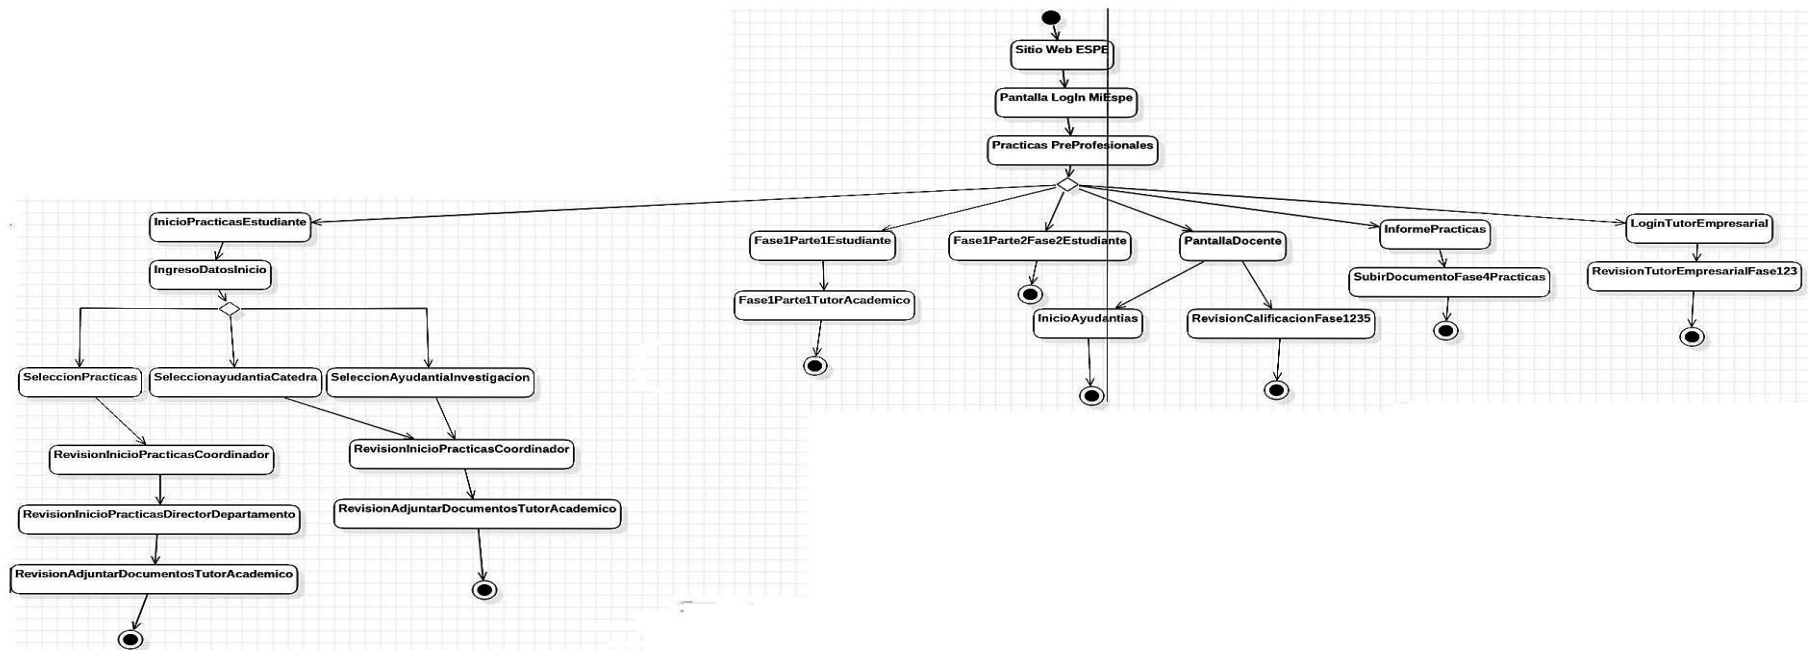 Sitio Web ESPE
Pantalla LogIn MiEspe
Practicas PreProfesionales
InicioPracticasEstudiante
IngresoDatosInicio
SeleccionPracticas
SeleccionayudantiaCatedra
SeleccionAyudantiaInvestigacion
RevisionInicioPracticasCoordinador
RevisionInicioPracticasDirectorDepartamento
RevisionAdjuntarDocumentosTutorAcademico
RevisionInicioPracticasCoordinador
RevisionAdjuntarDocumentosTutorAcademico
Fase1Parte1Estudiante
Fase1Parte1TutorAcademico
Fase1Parte2Fase2Estudiante
PantallaDocente
InicioAyudantias
RevisionCalificacionFase1235
InformePracticas
SubirDocumentoFase4Practicas
LoginTutorEmpresarial
RevisionTutorEmpresarialFase123